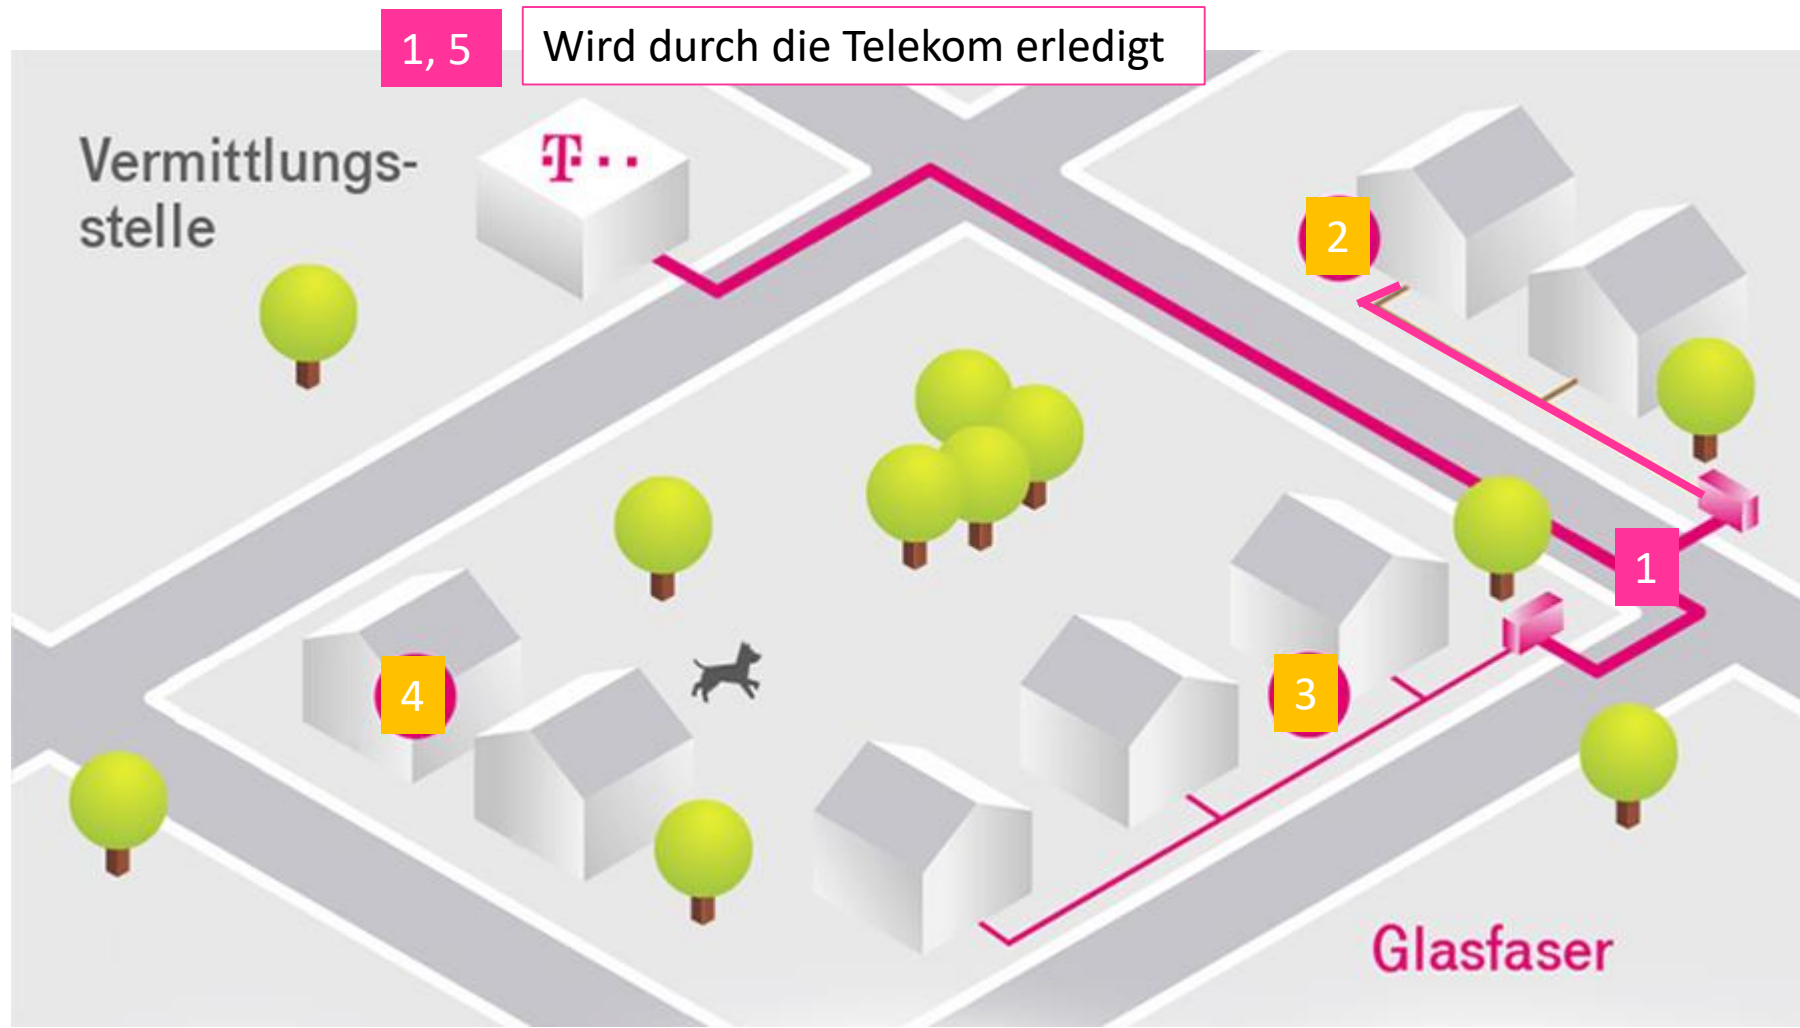 1, 5
Wird durch die Telekom erledigt
Vermittlungs-
stelle
T
2
1
4
3
Glasfaser